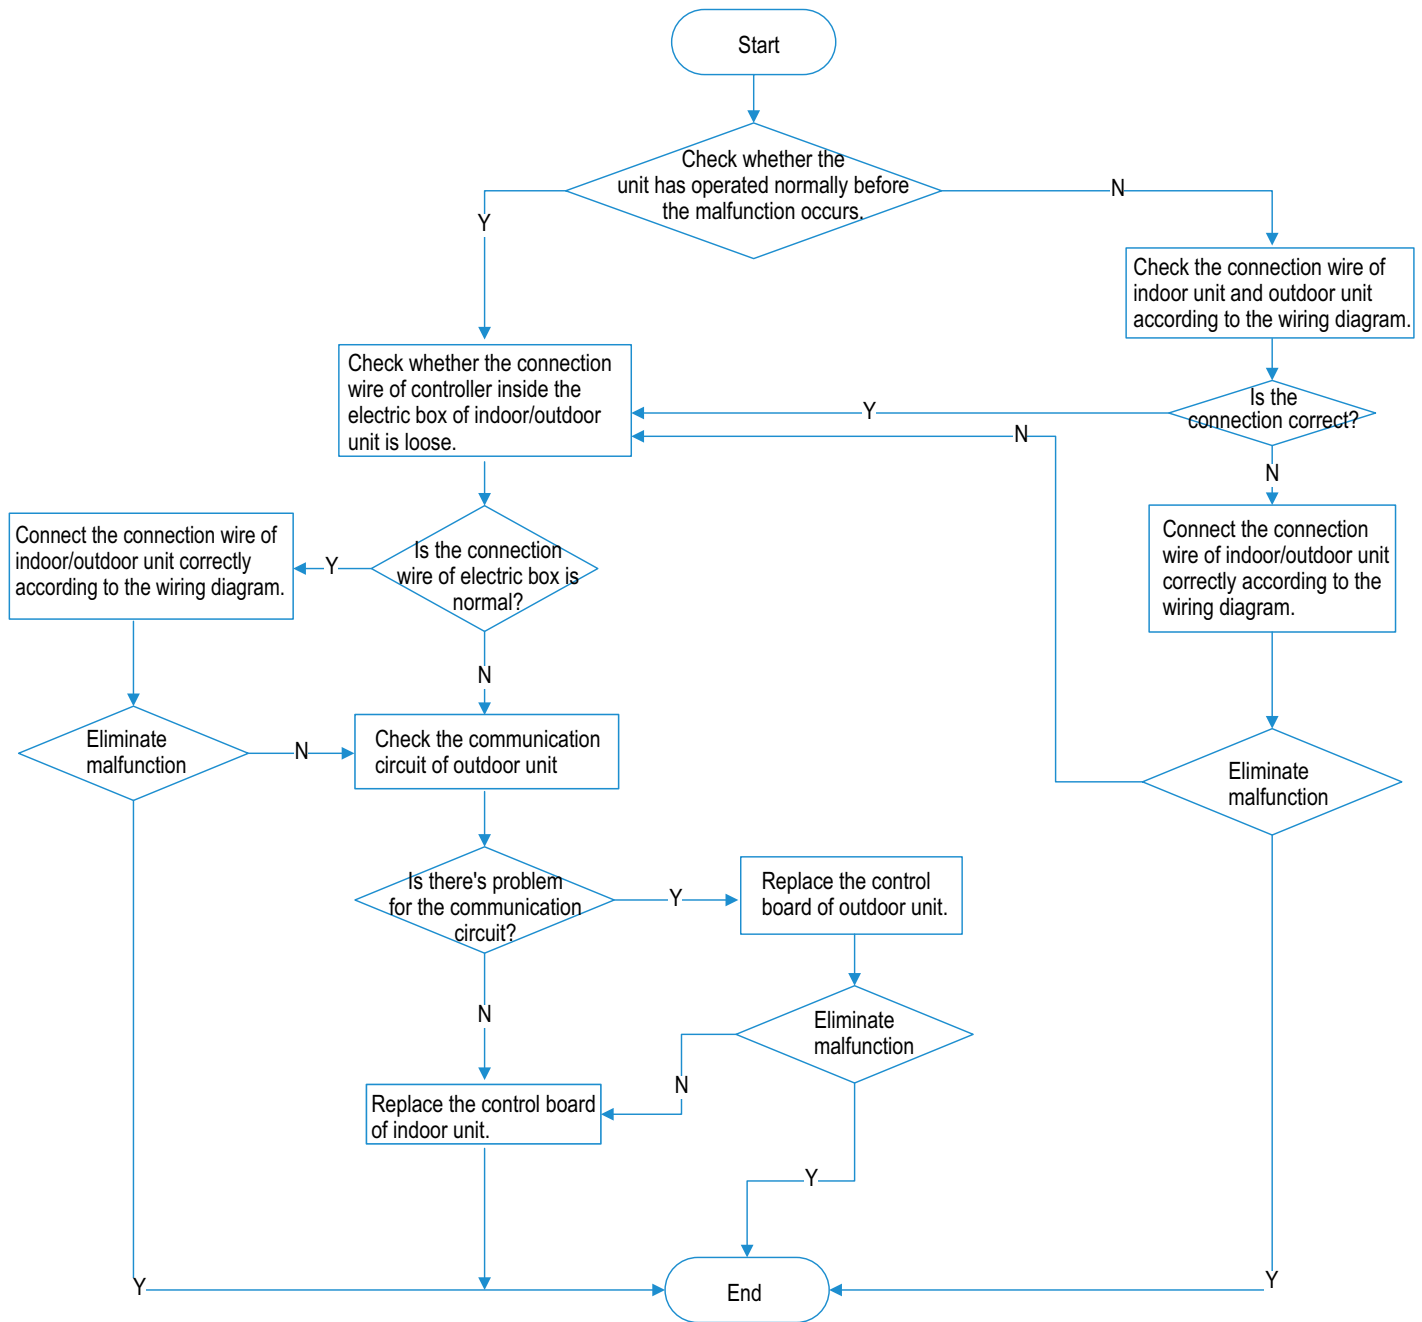 Start
Check whether the
unit has operated normally before
the malfunction occurs.
N
Y
Check the connection wire of
indoor unit and outdoor unit
according to the wiring diagram.
Check whether the connection
wire of controller inside the
electric box of indoor/outdoor
unit is loose.
Y
Is the
connection correct?
N
N
Connect the connection wire of
indoor/outdoor unit correctly
according to the wiring diagram.
Y
Is the connection
wire of electric box is
normal?
Connect the connection
wire of indoor/outdoor unit
correctly according to the
wiring diagram.
N
Eliminate
malfunction
N
Check the communication
circuit of outdoor unit
Eliminate
malfunction
Is there's problem
for the communication
circuit?
Y
Replace the control
board of outdoor unit.
N
Eliminate
malfunction
N
Replace the control board
of indoor unit.
Y
Y
End
Y